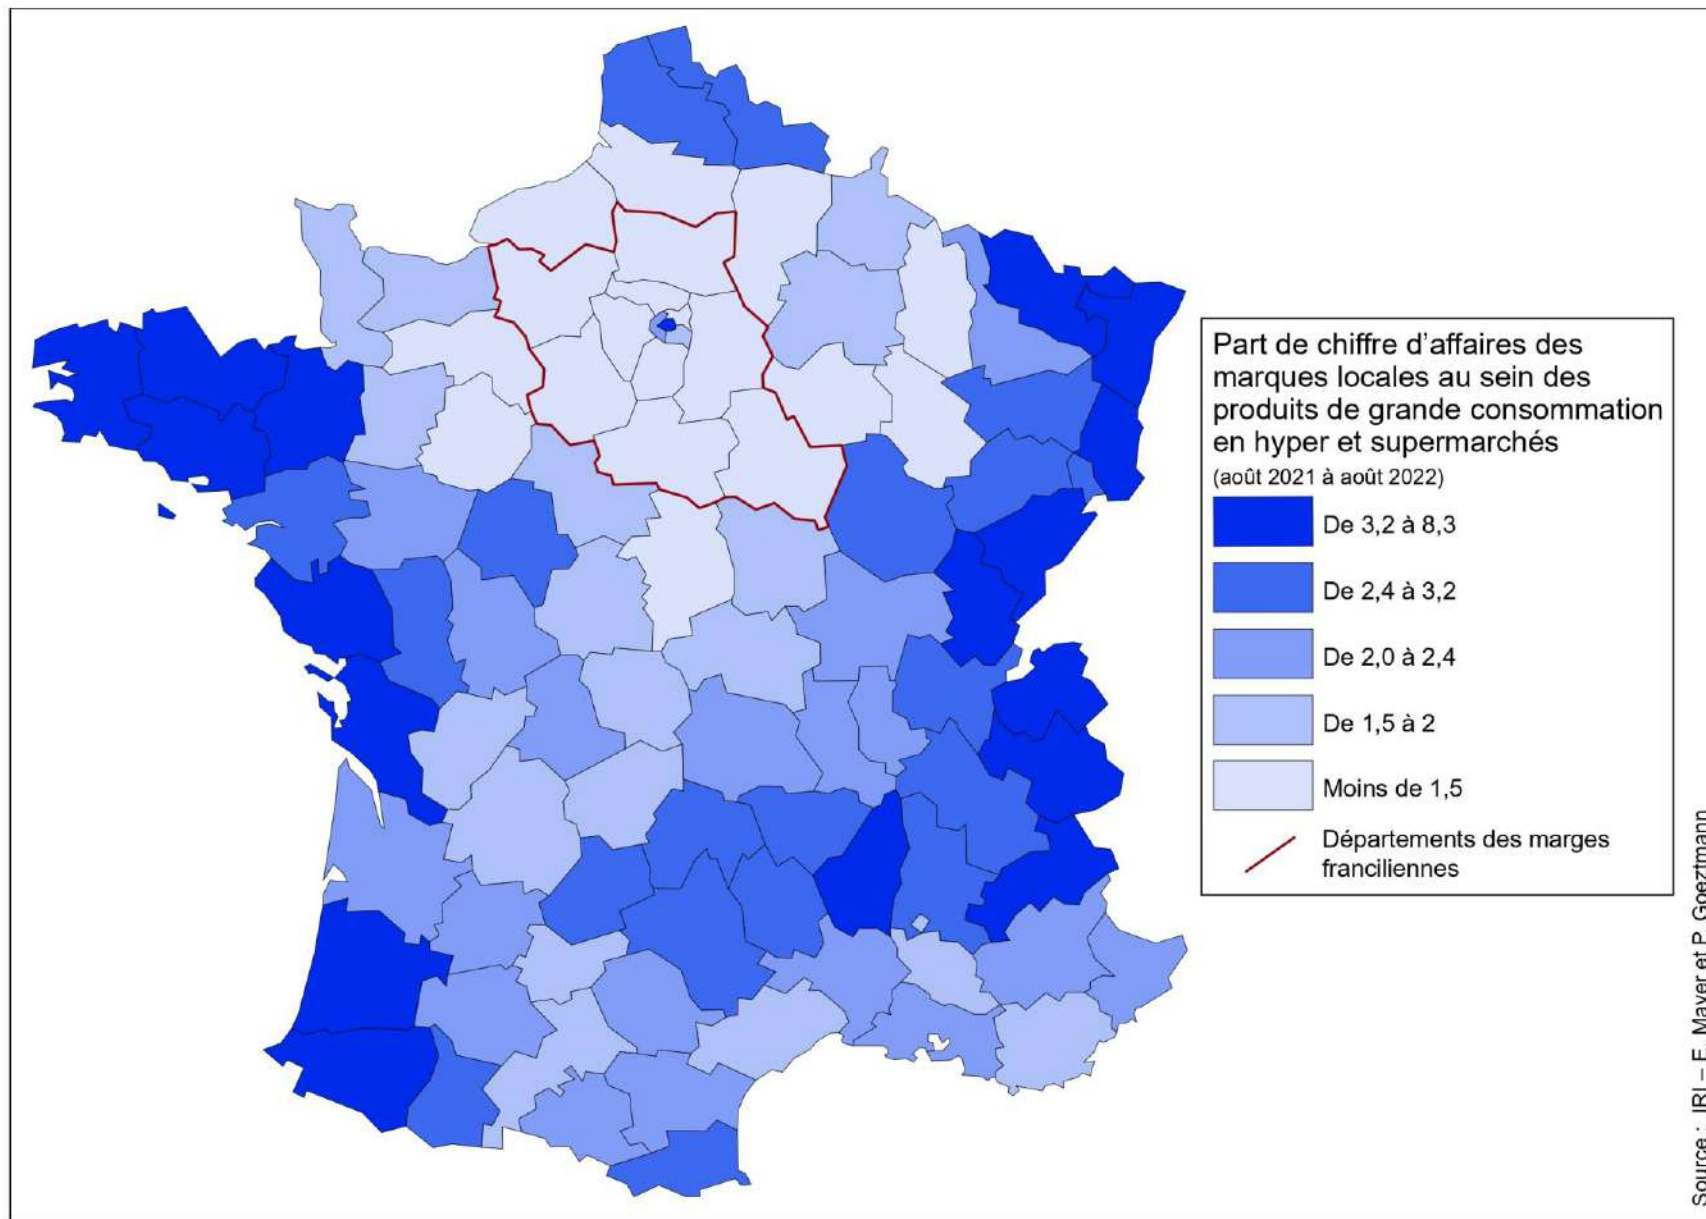 Part de chiffre d'affaires des
marques locales au sein des
produits de grande consommation
en hyper et supermarchés
(août 2021 à août 2022)
De 3,2 à 8,3
De 2,4 à 3,2
De 2,0 à 2,4
De 1,5 à 2
Moins de 1,5
Départements des marges
franciliennes
Source : IRI – E. Mayer et P. Goeztmann